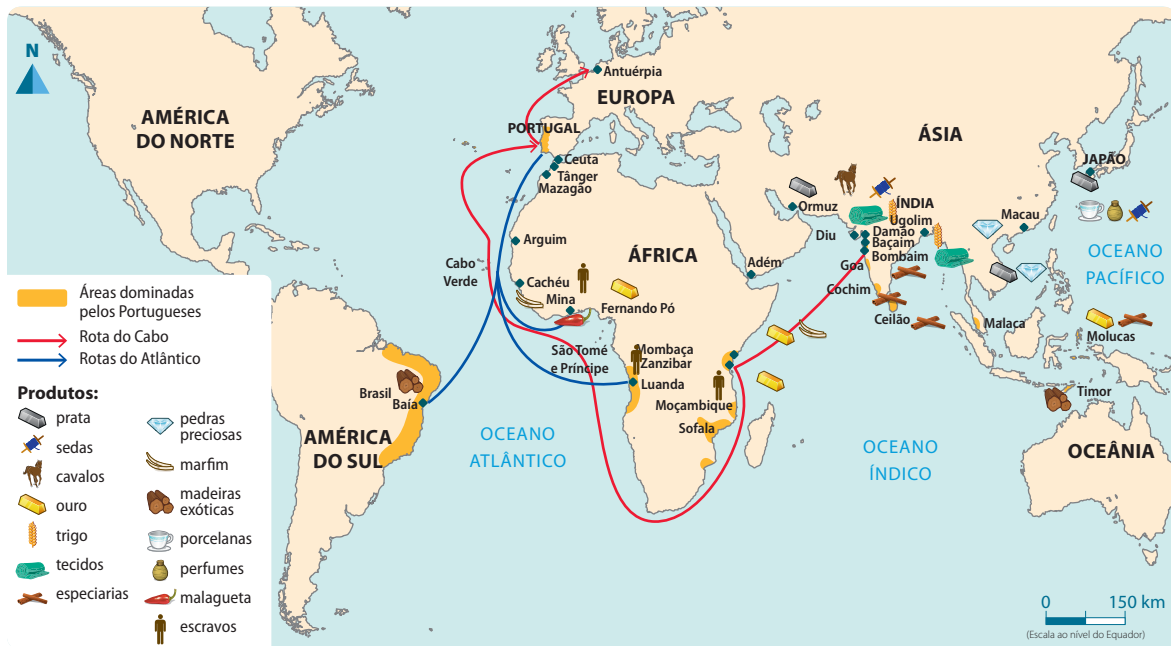 N
AMÉRICA
DO NORTE
EUROPA
Antuérpia
PORTUGAL
Ceuta
Tânger
Mazagão
ÁSIA
JAPÃO
Ormuz
ÍNDIA
Ugolim
Damão
Diu
Baçaim
Bombaim
Macau
Goa
Cochim
Ceilão
Malaca
OCEANO
PACÍFICO
Molucas
Timor
Arguim
ÁFRICA
Adém
Cabo
Verde
Cachéu
Mina
Fernando Pó
São Tomé
e Príncipe
Mombaça
Zanzibar
Luanda
Moçambique
Sofala
Brasil
Baía
AMÉRICA
DO SUL
OCEANO
ATLÂNTICO
OCEANO
ÍNDICO
OCEÂNIA
Áreas dominadas
pelos Portugueses
Rota do Cabo
Rotas do Atlântico
Produtos:
prata
sedas
cavalos
ouro
trigo
tecidos
especiarias
pedras
preciosas
marfim
madeiras
exóticas
porcelanas
perfumes
malagueta
escravos
0 150 km
(Escala ao nível do Equador)